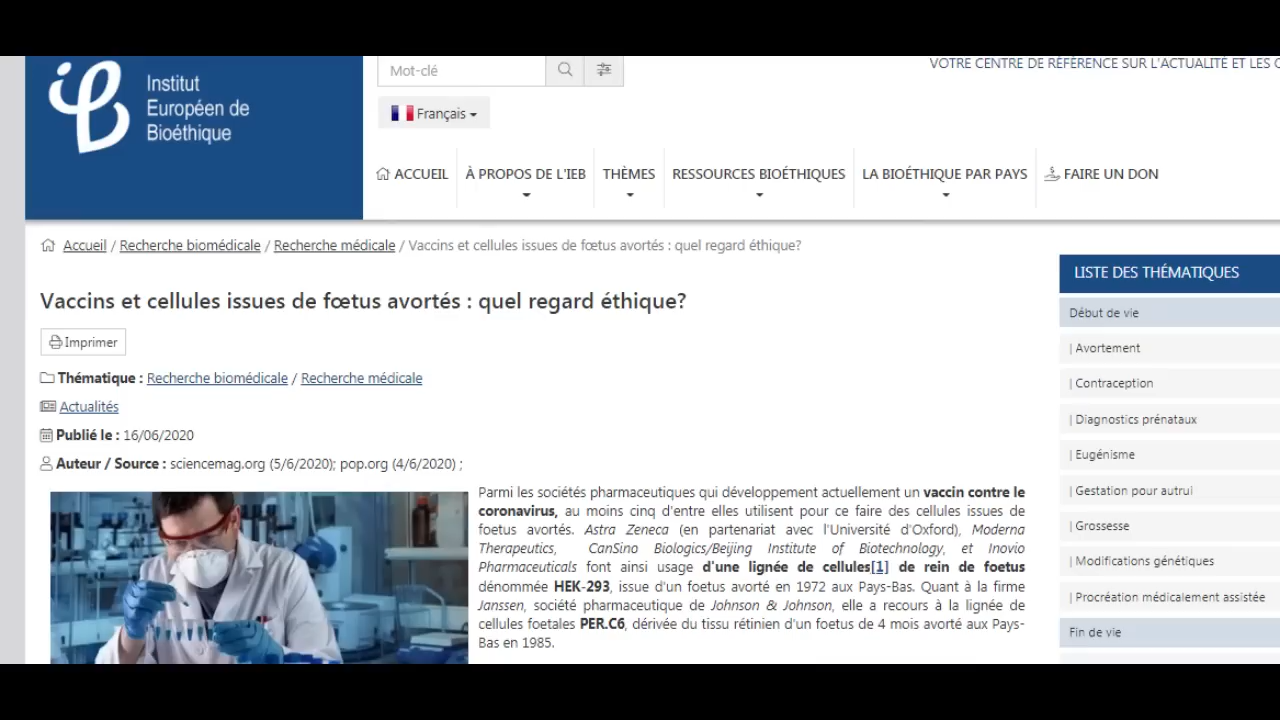 Institut
Européen de
Bioéthique
Mot-clé
VOTRE CENTRE DE RÉFÉRENCE SUR L'ACTUALITÉ ET LES
Français
ACCUEIL
À PROPOS DE L'IEB
THÈMES
RESSOURCES BIOÉTHIQUES
LA BIOÉTHIQUE PAR PAYS
FAIRE UN DON
Accueil / Recherche biomédicale / Recherche médicale / Vaccins et cellules issues de fœtus avortés : quel regard éthique?
Vaccins et cellules issues de fœtus avortés : quel regard éthique?
Imprimer
Thématique : Recherche biomédicale / Recherche médicale
Actualités
Publié le : 16/06/2020
Auteur / Source : sciencemag.org (5/6/2020); pop.org (4/6/2020) ;
Parmi les sociétés pharmaceutiques qui développement actuellement un vaccin contre le
coronavirus, au moins cinq d'entre elles utilisent pour ce faire des cellules issues de
foetus avortés. Astra Zeneca (en partenariat avec l'Université d'Oxford), Moderna
Therapeutics, CanSino Biologics/Beijing Institute of Biotechnology, et Inovio
Pharmaceuticals font ainsi usage d'une lignée de cellules[1] de rein de foetus
dénommée HEK-293, issue d'un foetus avorté en 1972 aux Pays-Bas. Quant à la firme
Janssen, société pharmaceutique de Johnson & Johnson, elle a recours à la lignée de
cellules foetales PER.C6, dérivée du tissu rétinien d'un foetus de 4 mois avorté aux Pays-
Bas en 1985.
LISTE DES THÉMATIQUES
Début de vie
| Avortement
| Contraception
| Diagnostics prénataux
| Eugénisme
| Gestation pour autrui
| Grossesse
| Modifications génétiques
| Procréation médicalement assistée
Fin de vie